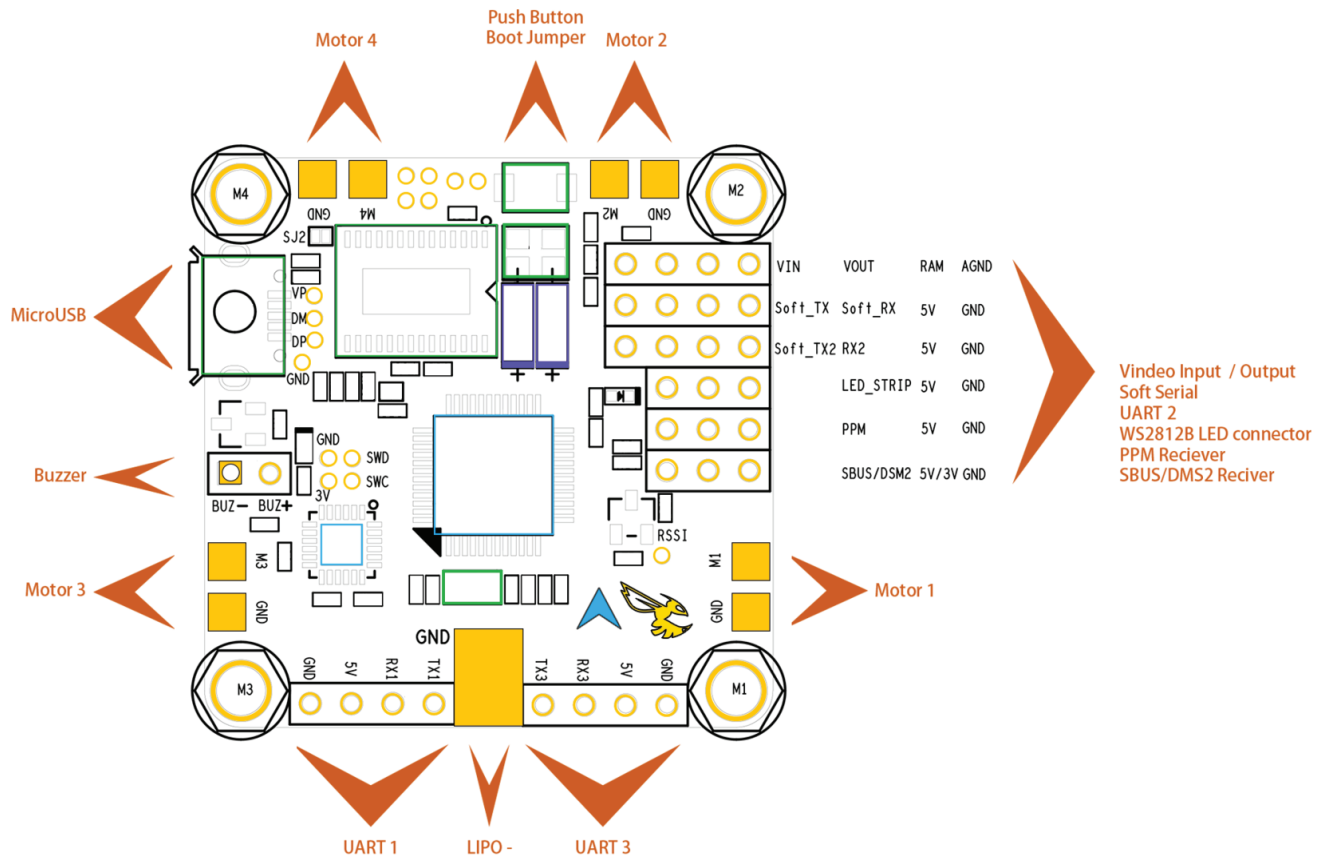 Motor 4
Push Button
Boot Jumper
Motor 2
M4
GND
M4
M2
GND
M2
SJ2
VIN VOUT RAM AGND
MicroUSB
VP
DM
DP
GND
Soft_TX Soft_RX 5V GND
Soft_TX2 RX2 5V GND
LED_STRIP 5V GND
PPM 5V GND
SBUS/DSM2 5V/3V GND
Vindeo Input / Output
Soft Serial
UART 2
WS2812B LED connector
PPM Reciever
SBUS/DMS2 Reciver
GND
SWD
SWC
3V
Buzzer
BUZ- BUZ+
RSSI
Motor 3
M3
GND
M1
GND
Motor 1
GND
M3
GND
5V
RX1
TX1
TX3
RX3
5V
GND
M1
UART 1
LIPO -
UART 3